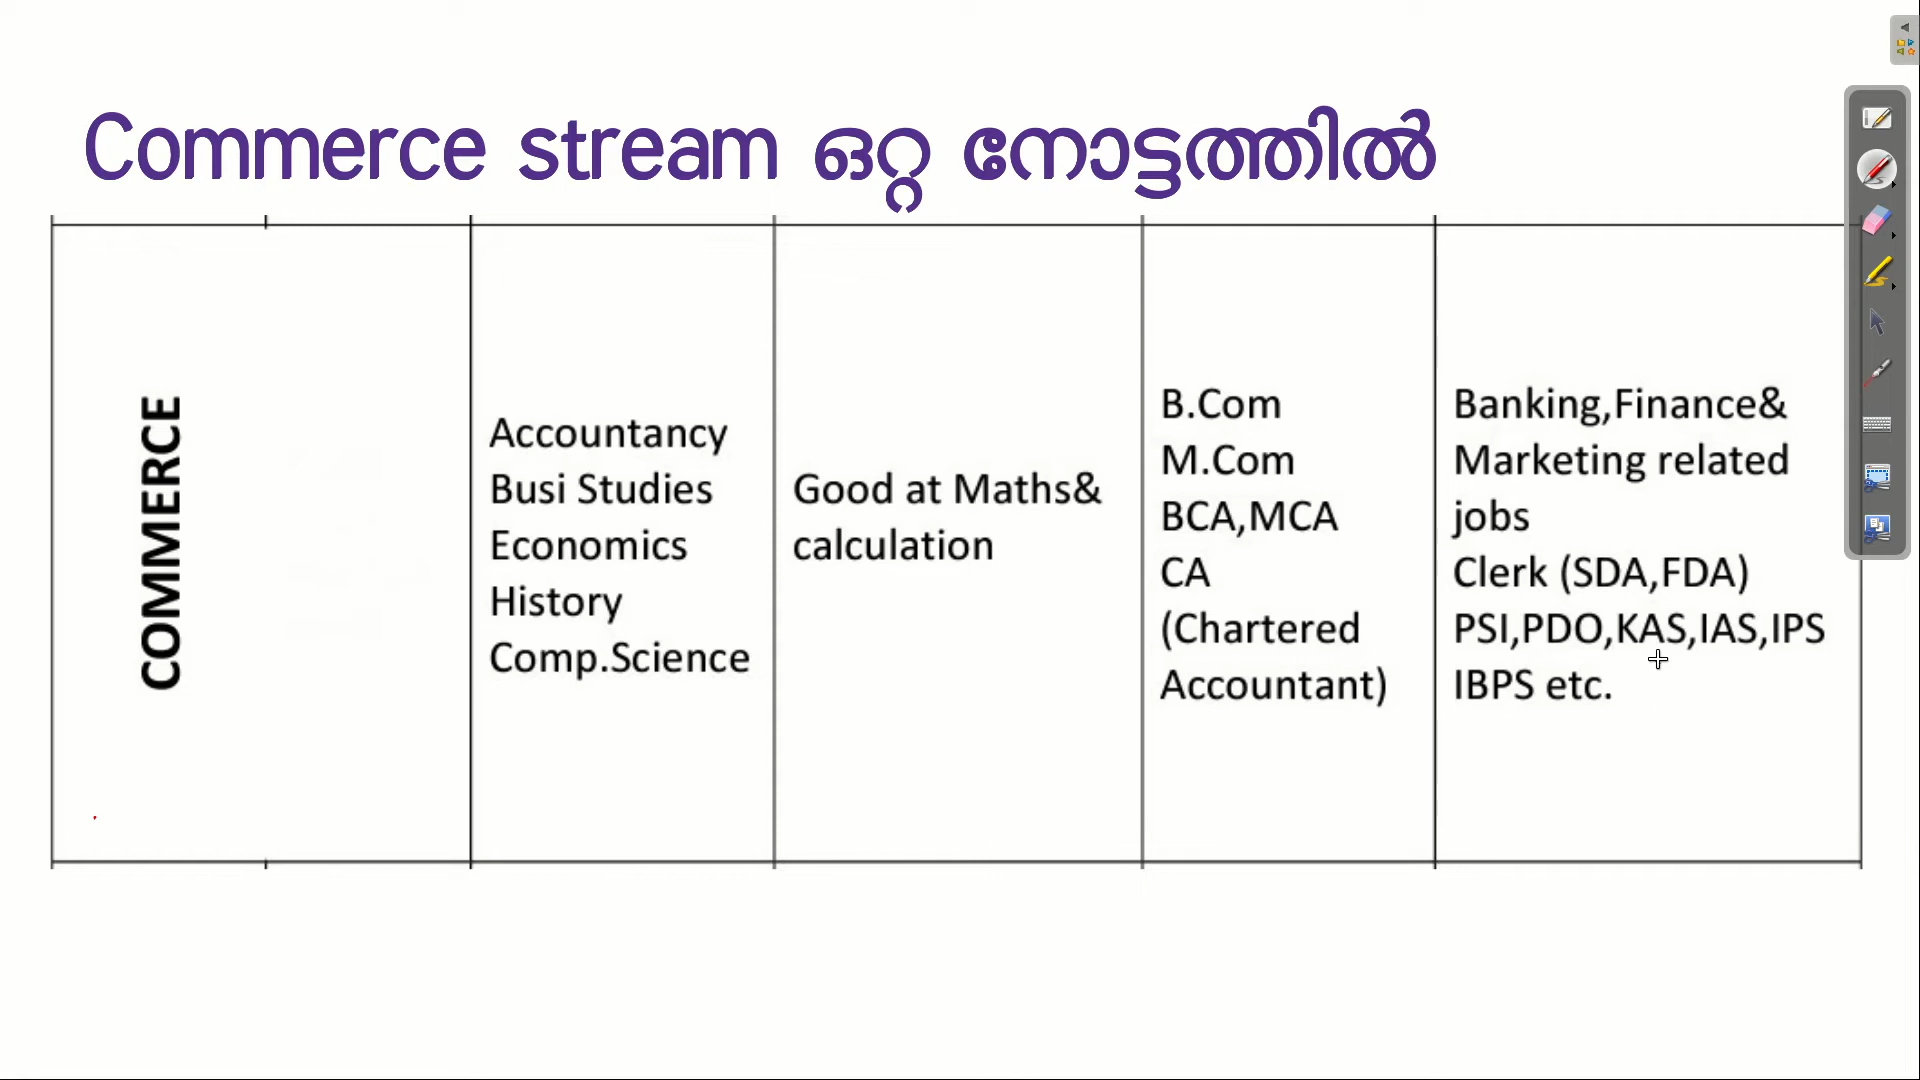 Commerce stream ഒറ്റ നോട്ടത്തിൽ
COMMERCE
Accountancy
Busi Studies
Economics
History
Comp.Science
Good at Maths&
calculation
B.Com
M.Com
BCA,MCA
CA
(Chartered
Accountant)
Banking,Finance&
Marketing related
jobs
Clerk (SDA,FDA)
PSI,PDO,KAS,IAS,IPS
IBPS etc.